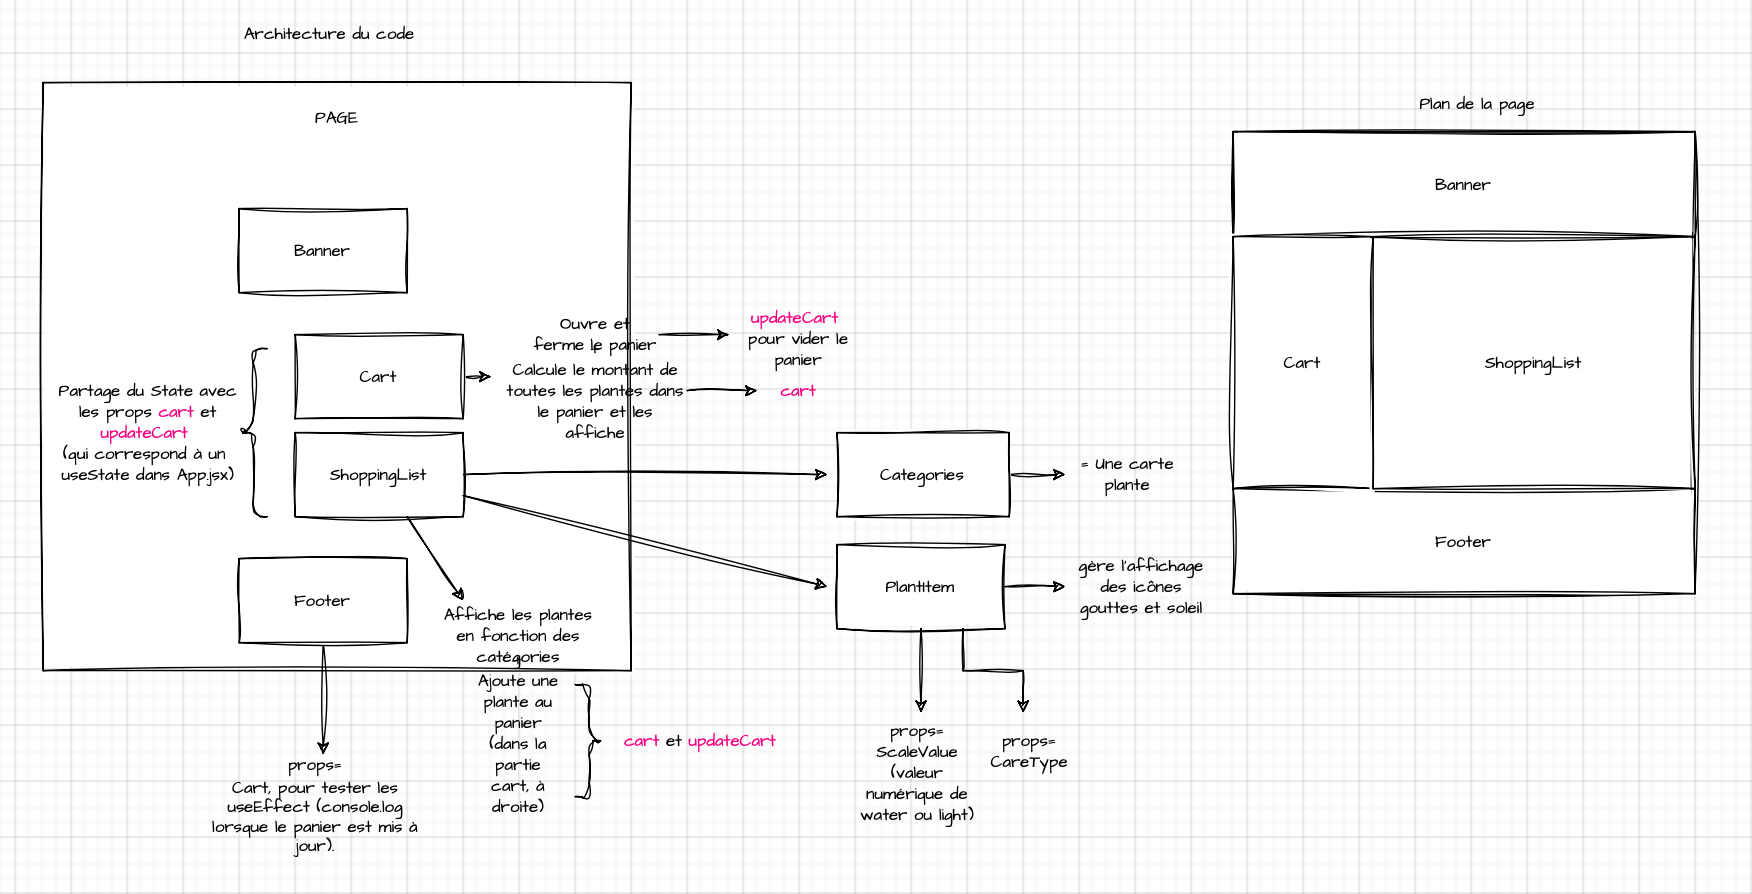 Architecture du code
PAGE
Banner
Cart
ShoppingList
Footer
Partage du State avec
les props cart et
updateCart
(qui correspond à un
useState dans App.jsx)
Ouvre et
ferme le panier
updateCart
pour vider le
panier
Calcule le montant de
toutes les plantes dans
le panier et les
affiche
cart
Categories
= Une carte
plante
PlantItem
gère l'affichage
des icônes
gouttes et soleil
Affiche les plantes
en fonction des
catégories
Ajoute une
plante au
panier
(dans la
partie
cart, à
droite)
cart et updateCart
props=
Cart, pour tester les
useEffect (console.log
lorsque le panier est mis à
jour).
props=
ScaleValue
(valeur
numérique de
water ou light)
props=
CareType
Plan de la page
Banner
Cart
ShoppingList
Footer